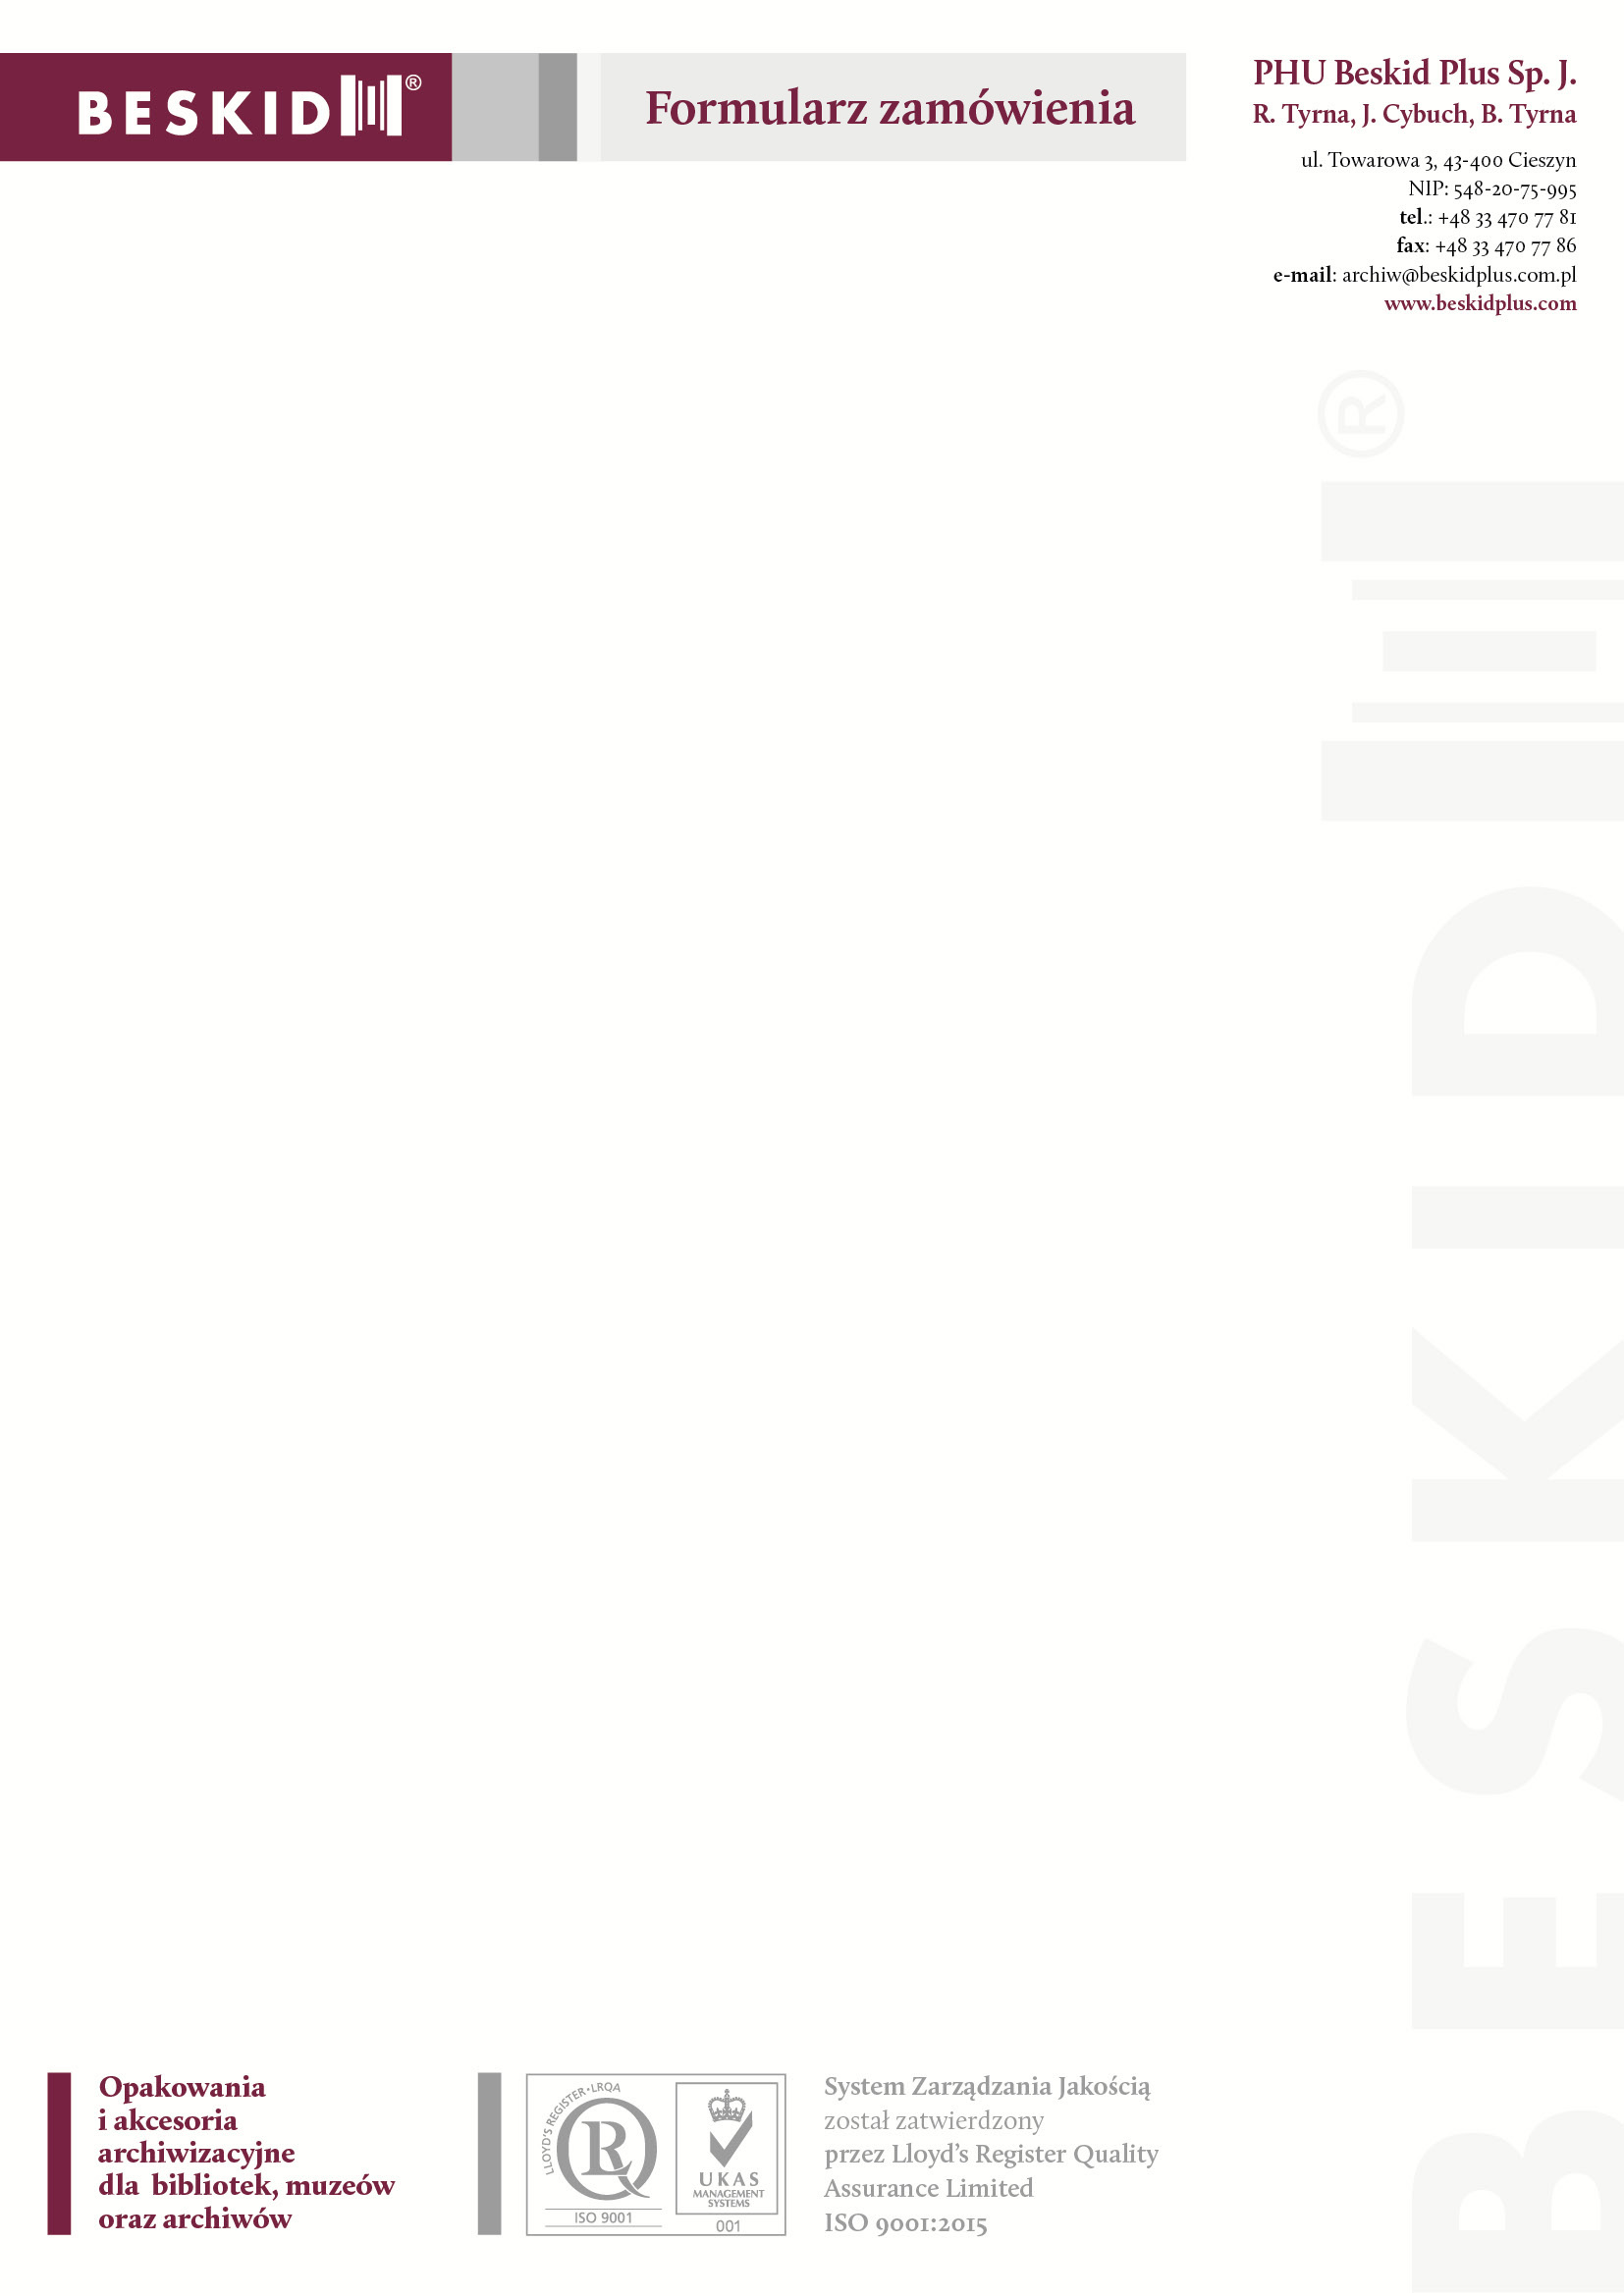 BESKID®
Formularz zamówienia
PHU Beskid Plus Sp. J.
R. Tyrna, J. Cybuch, B. Tyrna
ul. Towarowa 3, 43-400 Cieszyn
NIP: 548-20-75-995
tel.: +48 33 470 77 81
fax: +48 33 470 77 86
e-mail: archiw@beskidplus.com.pl
www.beskidplus.com
BESKID®
Opakowania
i akcesoria
archiwizacyjne
dla bibliotek, muzeów
oraz archiwów
LLOYD'S REGISTER·LRQA
LRQ
ISO 9001
UKAS
MANAGEMENT
SYSTEMS
001
System Zarządzania Jakością
został zatwierdzony
przez Lloyd’s Register Quality
Assurance Limited
ISO 9001:2015